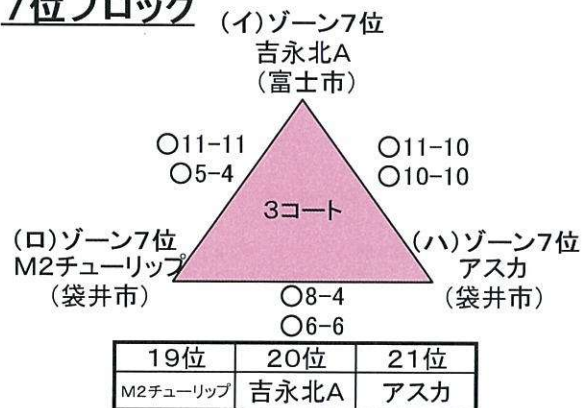 7位ブロック
(イ)ゾーン7位
吉永北A
(富士市)
○11-11
○5-4
○11-10
○10-10
3コート
(ロ)ゾーン7位
M2チューリップ
(袋井市)
(ハ)ゾーン7位
アスカ
(袋井市)
○8-4
○6-6
19位 20位 21位
M2チューリップ 吉永北A アスカ